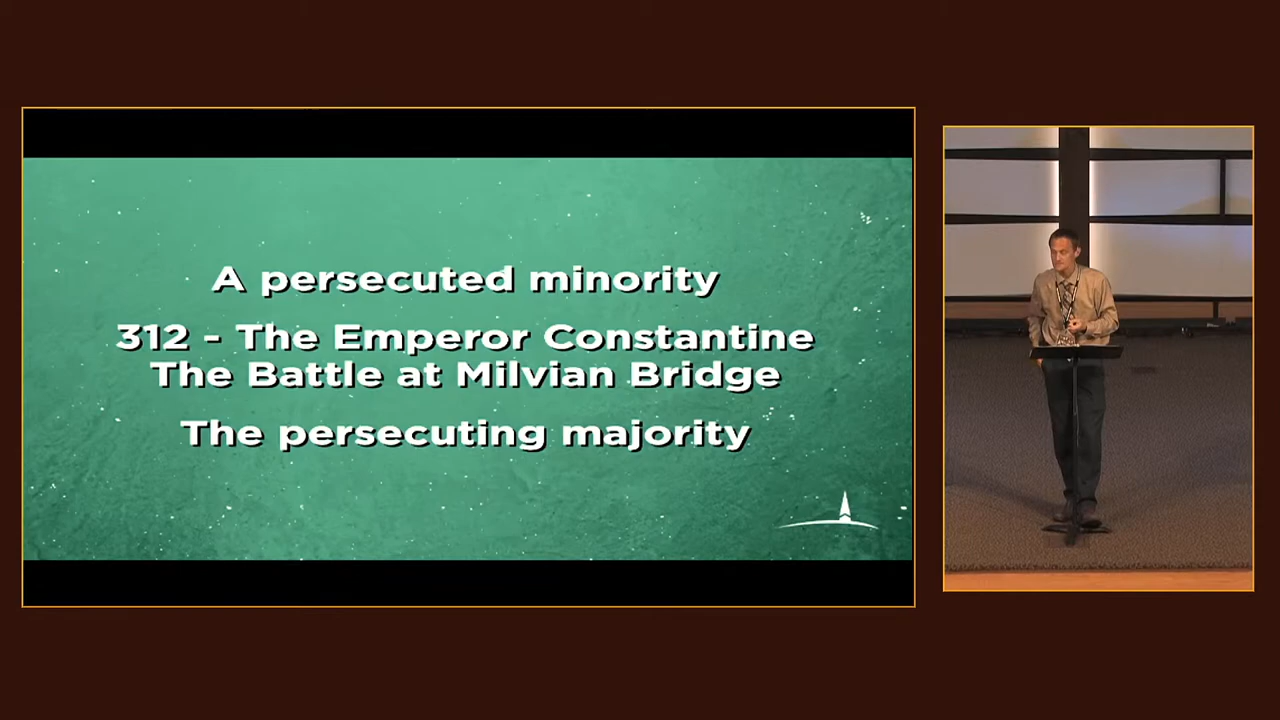 A persecuted minority
312 - The Emperor Constantine
The Battle at Milvian Bridge
The persecuting majority